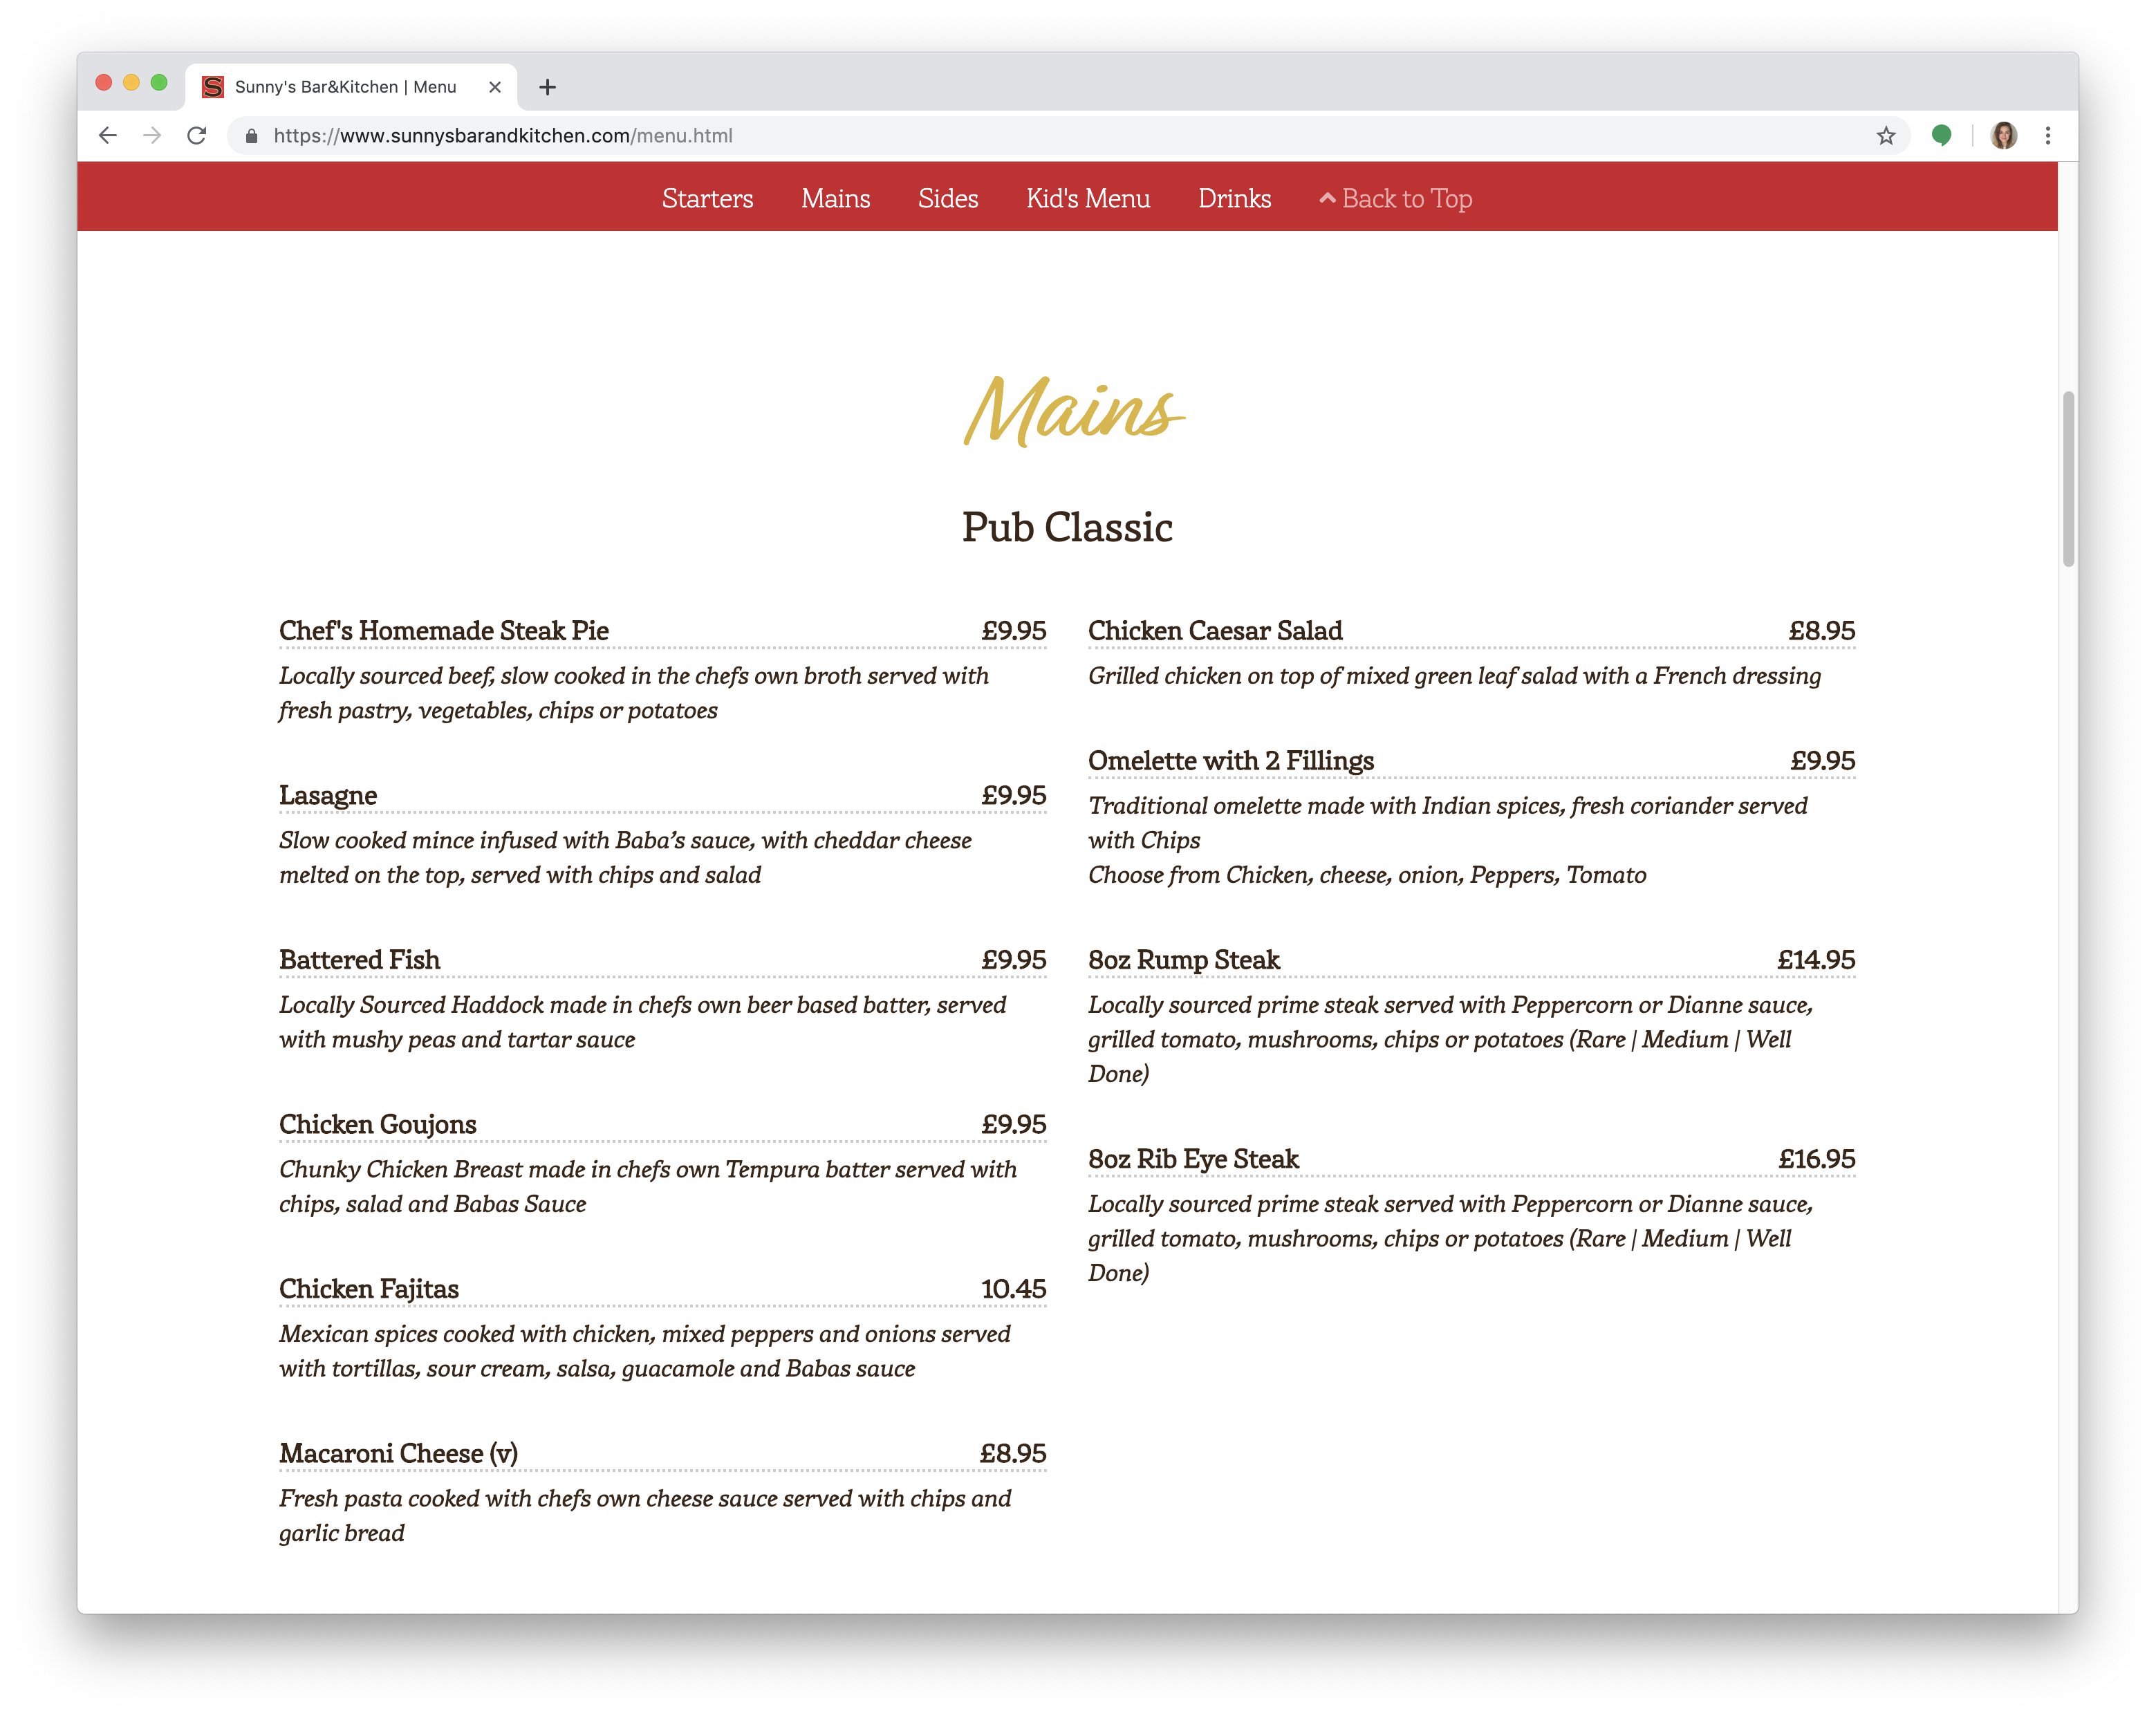 Sunny's Bar&Kitchen | Menu
https://www.sunnysbarandkitchen.com/menu.html
Starters Mains Sides Kid's Menu Drinks Back to Top
Mains
Pub Classic
Chef's Homemade Steak Pie £9.95
Locally sourced beef, slow cooked in the chefs own broth served with
fresh pastry, vegetables, chips or potatoes
Lasagne £9.95
Slow cooked mince infused with Baba’s sauce, with cheddar cheese
melted on the top, served with chips and salad
Battered Fish £9.95
Locally Sourced Haddock made in chefs own beer based batter, served
with mushy peas and tartar sauce
Chicken Goujons £9.95
Chunky Chicken Breast made in chefs own Tempura batter served with
chips, salad and Babas Sauce
Chicken Fajitas 10.45
Mexican spices cooked with chicken, mixed peppers and onions served
with tortillas, sour cream, salsa, guacamole and Babas sauce
Macaroni Cheese (v) £8.95
Fresh pasta cooked with chefs own cheese sauce served with chips and
garlic bread
Chicken Caesar Salad £8.95
Grilled chicken on top of mixed green leaf salad with a French dressing
Omelette with 2 Fillings £9.95
Traditional omelette made with Indian spices, fresh coriander served
with Chips
Choose from Chicken, cheese, onion, Peppers, Tomato
8oz Rump Steak £14.95
Locally sourced prime steak served with Peppercorn or Dianne sauce,
grilled tomato, mushrooms, chips or potatoes (Rare | Medium | Well
Done)
8oz Rib Eye Steak £16.95
Locally sourced prime steak served with Peppercorn or Dianne sauce,
grilled tomato, mushrooms, chips or potatoes (Rare | Medium | Well
Done)